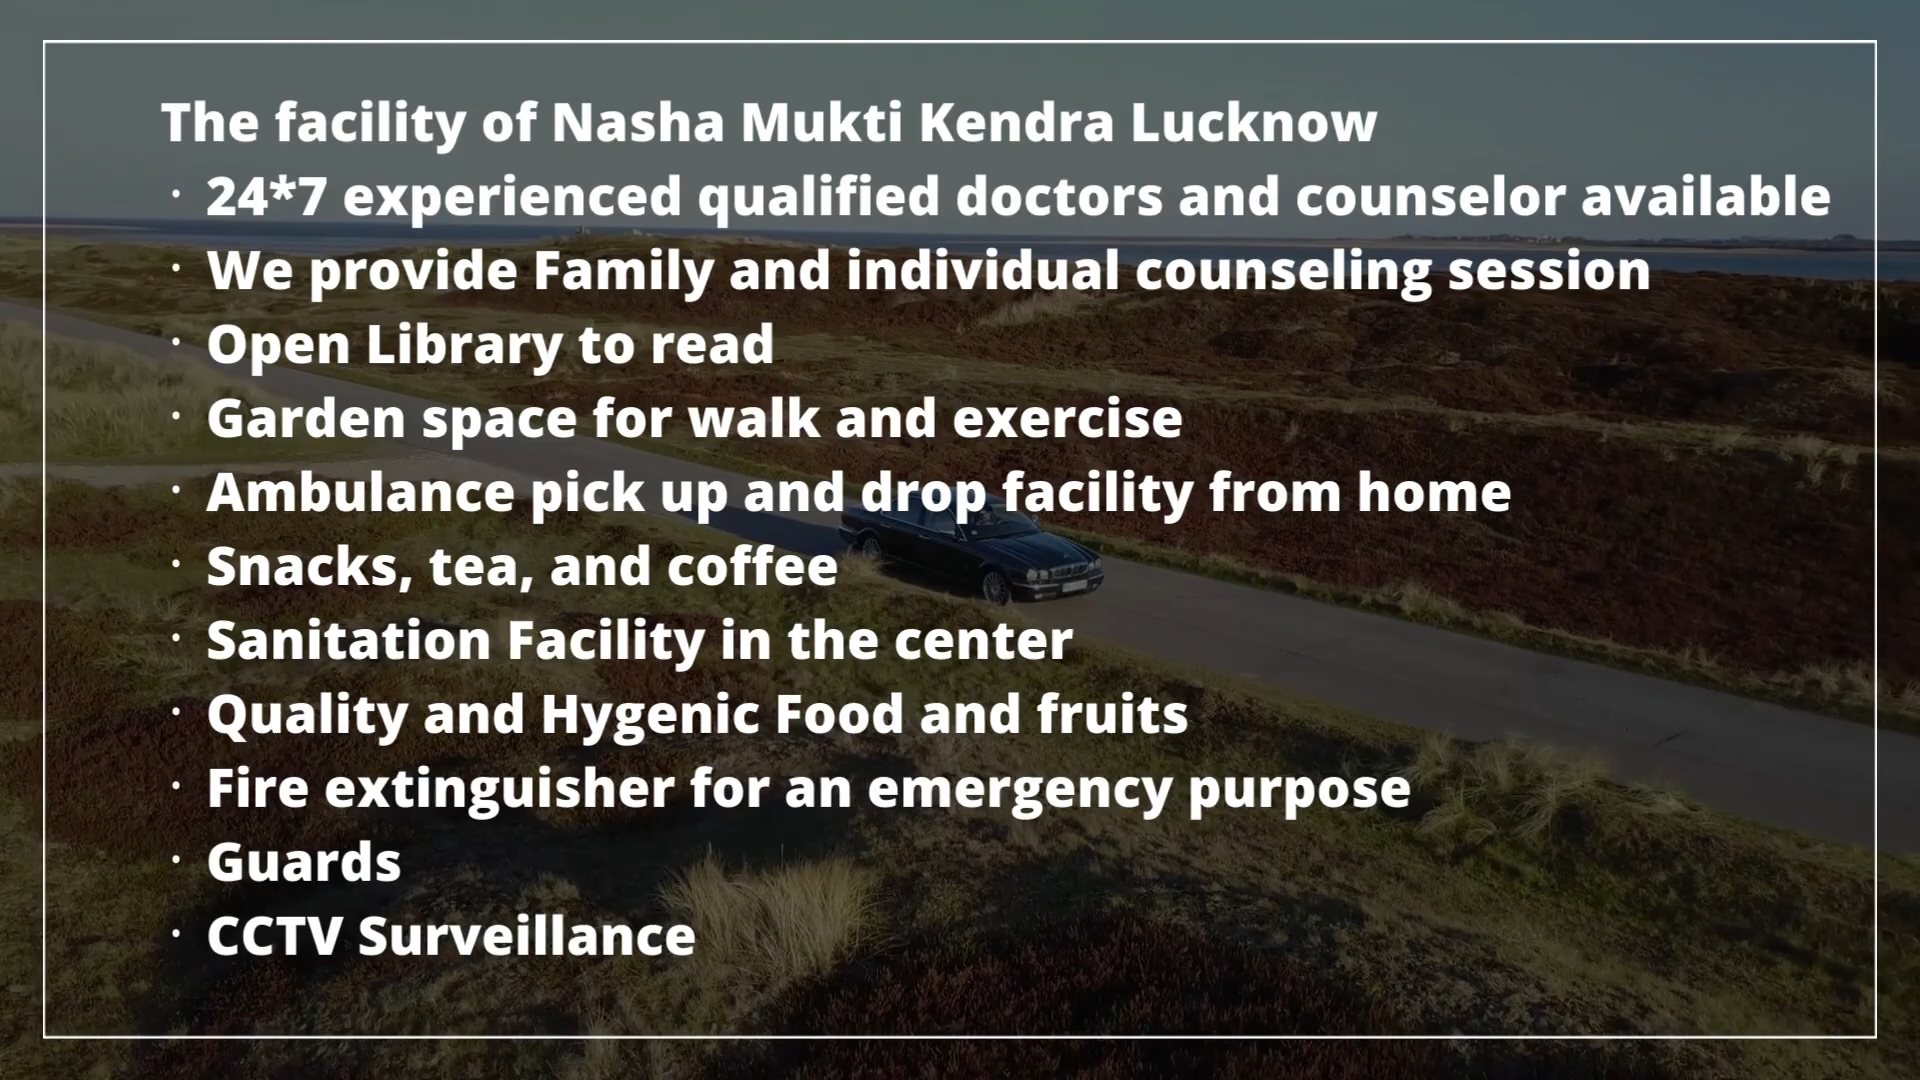 The facility of Nasha Mukti Kendra Lucknow
· 24*7 experienced qualified doctors and counselor available
· We provide Family and individual counseling session
· Open Library to read
· Garden space for walk and exercise
· Ambulance pick up and drop facility from home
· Snacks, tea, and coffee
· Sanitation Facility in the center
· Quality and Hygenic Food and fruits
· Fire extinguisher for an emergency purpose
· Guards
· CCTV Surveillance